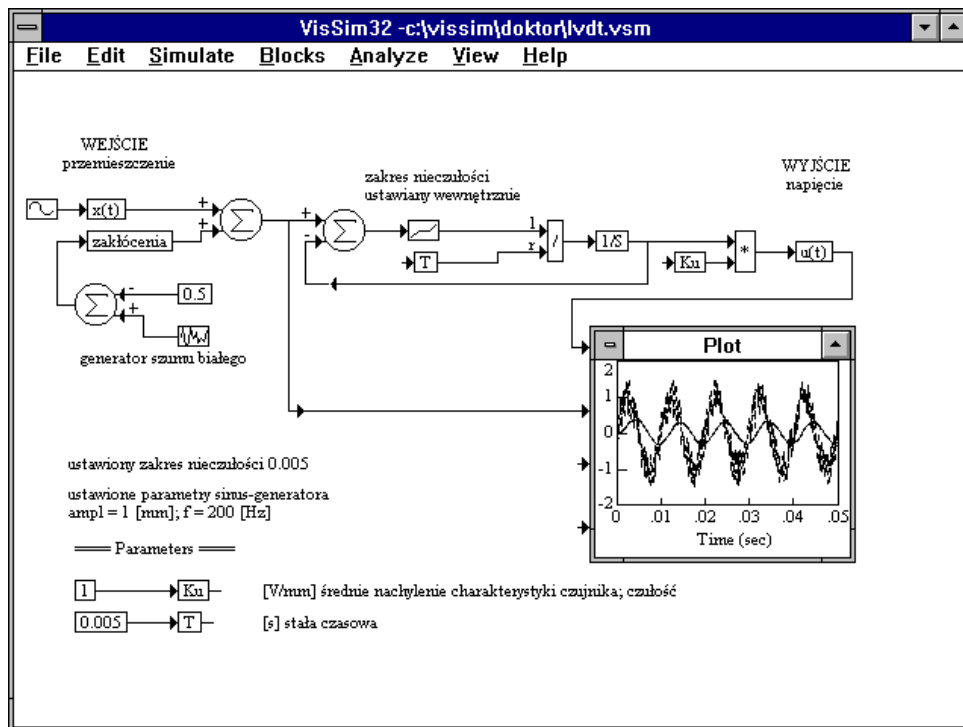 VisSim32 -c:\vissim\doktor\lvdt.vsm
File Edit Simulate Blocks Analyze View Help
WEJŚCIE
przemieszczenie
zakres nieczułości
ustawiany wewnętrznie
WYJŚCIE
napięcie
x(t)
+
+
Σ
zakłócenia
+
-
Σ
T
l
r
/
1/S
Ku
*
u(t)
Σ
-
+
0.5
generator szumu białego
Plot
2
1
0
-1
-2
0 .01 .02 .03 .04 .05
Time (sec)
ustawiony zakres nieczułości 0.005
ustawione parametry sinus-generatora
ampl = 1 [mm]; f = 200 [Hz]
Parameters
1 Ku [V/mm] średnie nachylenie charakterystyki czujnika; czułość
0.005 T [s] stała czasowa